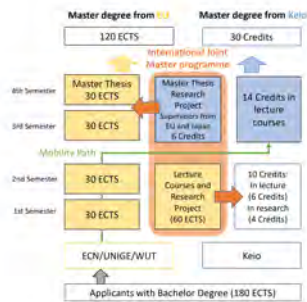 Master degree from EU
Master degree from Keio
120 ECTS
30 Credits
International Joint
Master programme
4th Semester
Master Thesis
30 ECTS
Master Thesis
Research
Project
Supervisors from
EU and Japan
6 Credits
14 Credits in
lecture
courses
3rd Semester
30 ECTS
Mobility Path
2nd Semester
30 ECTS
Lecture
Courses and
Research
Project
(60 ECTS)
10 Credits
In lecture
(6 Credits)
In research
(4 Credits)
1st Semester
30 ECTS
ECN/UNIGE/WUT
Keio
Applicants with Bachelor Degree (180 ECTS)